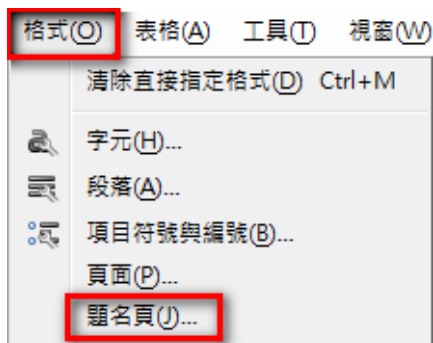 格式(O) 表格(A) 工具(T) 視窗(W)
清除直接指定格式(D) Ctrl+M
字元(H)...
段落(A)...
項目符號與編號(B)...
頁面(P)...
題名頁(J)...